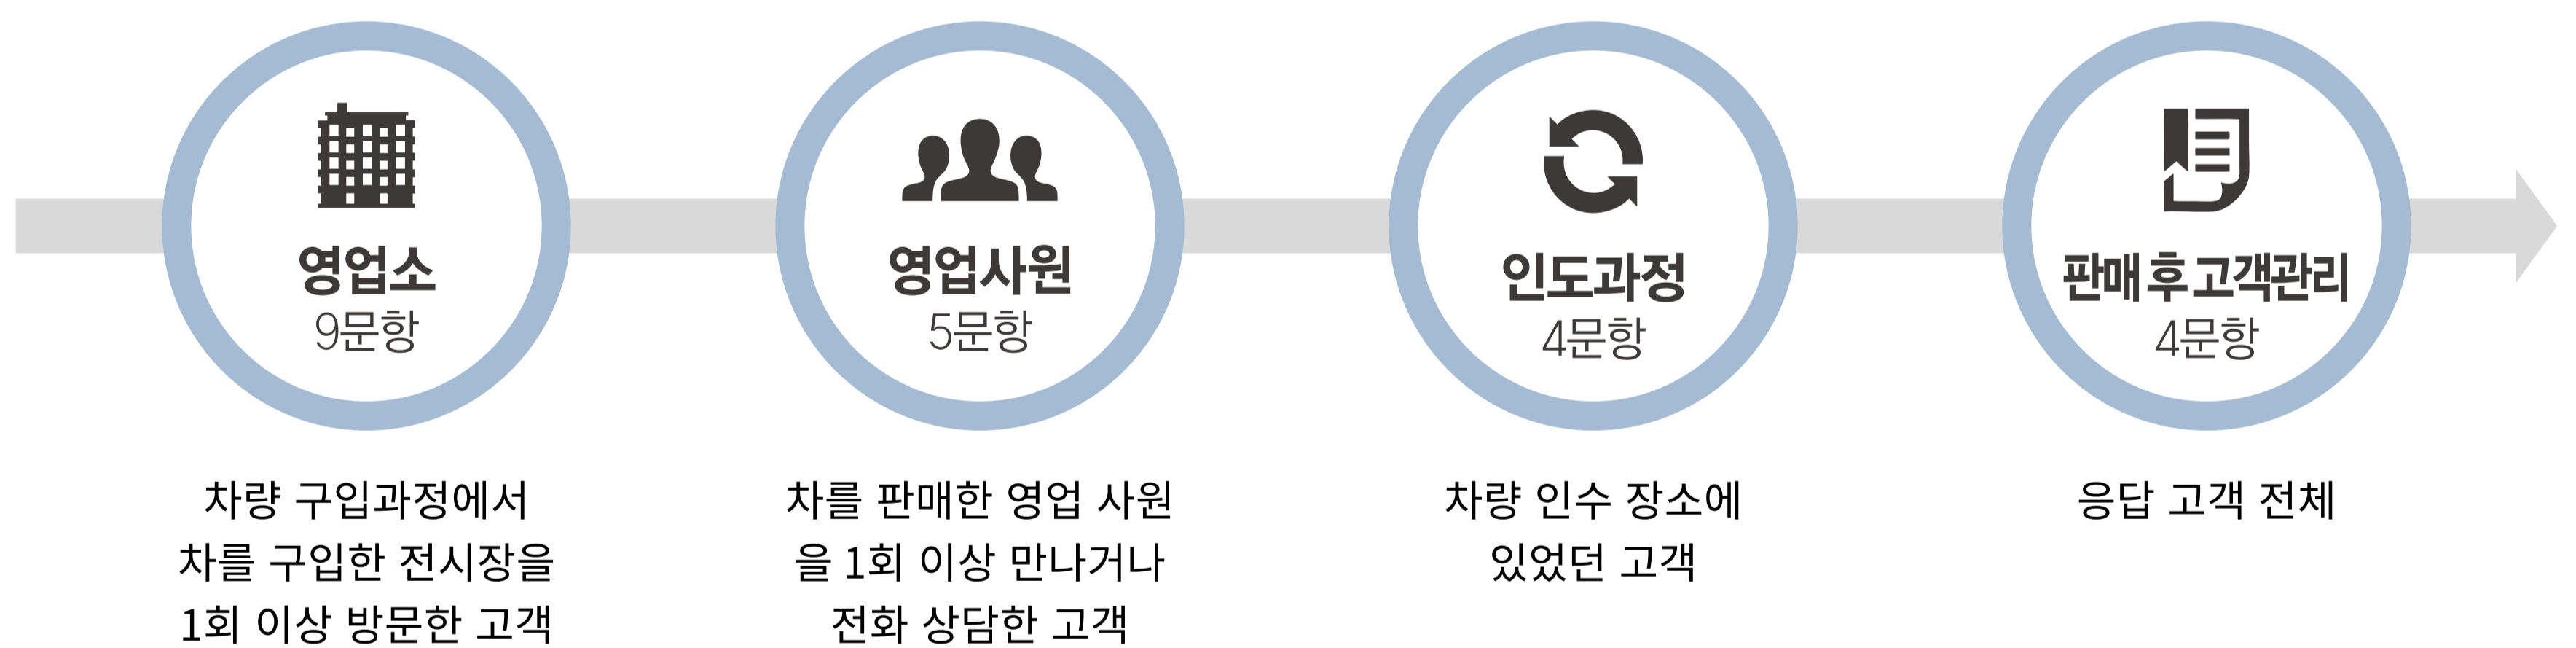 영업소
9문항
차량 구입과정에서
차를 구입한 전시장을
1회 이상 방문한 고객
영업사원
5문항
차를 판매한 영업 사원
을 1회 이상 만나거나
전화 상담한 고객
인도과정
4문항
차량 인수 장소에
있었던 고객
판매 후 고객관리
4문항
응답 고객 전체